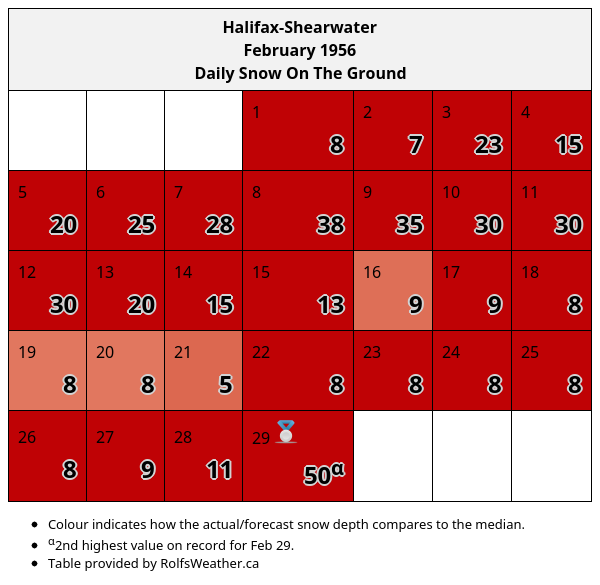 Halifax-Shearwater
February 1956
Daily Snow On The Ground
1 2 3 4
8 7 23 15
5 6 7 8 9 10 11
20 25 28 38 35 30 30
12 13 14 15 16 17 18
30 20 15 13 9 9 8
19 20 21 22 23 24 25
8 8 5 8 8 8 8
26 27 28 29
8 9 11 50α
• Colour indicates how the actual/forecast snow depth compares to the median.
• α2nd highest value on record for Feb 29.
• Table provided by RolfsWeather.ca